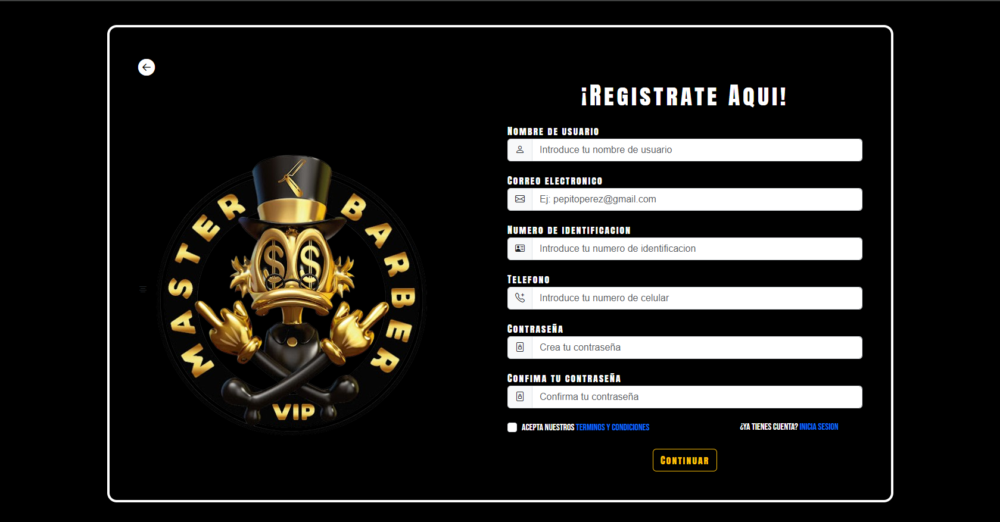 MASTER BARBER
VIP
¡REGISTRATE AQUI!
NOMBRE DE USUARIO
Introduce tu nombre de usuario
CORREO ELECTRONICO
Ej: pepitoperez@gmail.com
NUMERO DE IDENTIFICACION
Introduce tu numero de identificacion
TELEFONO
Introduce tu numero de celular
CONTRASEÑA
Crea tu contraseña
CONFIMA TU CONTRASEÑA
Confirma tu contraseña
ACEPTA NUESTROS TERMINOS Y CONDICIONES
¿YA TIENES CUENTA? INICIA SESION
CONTINUAR